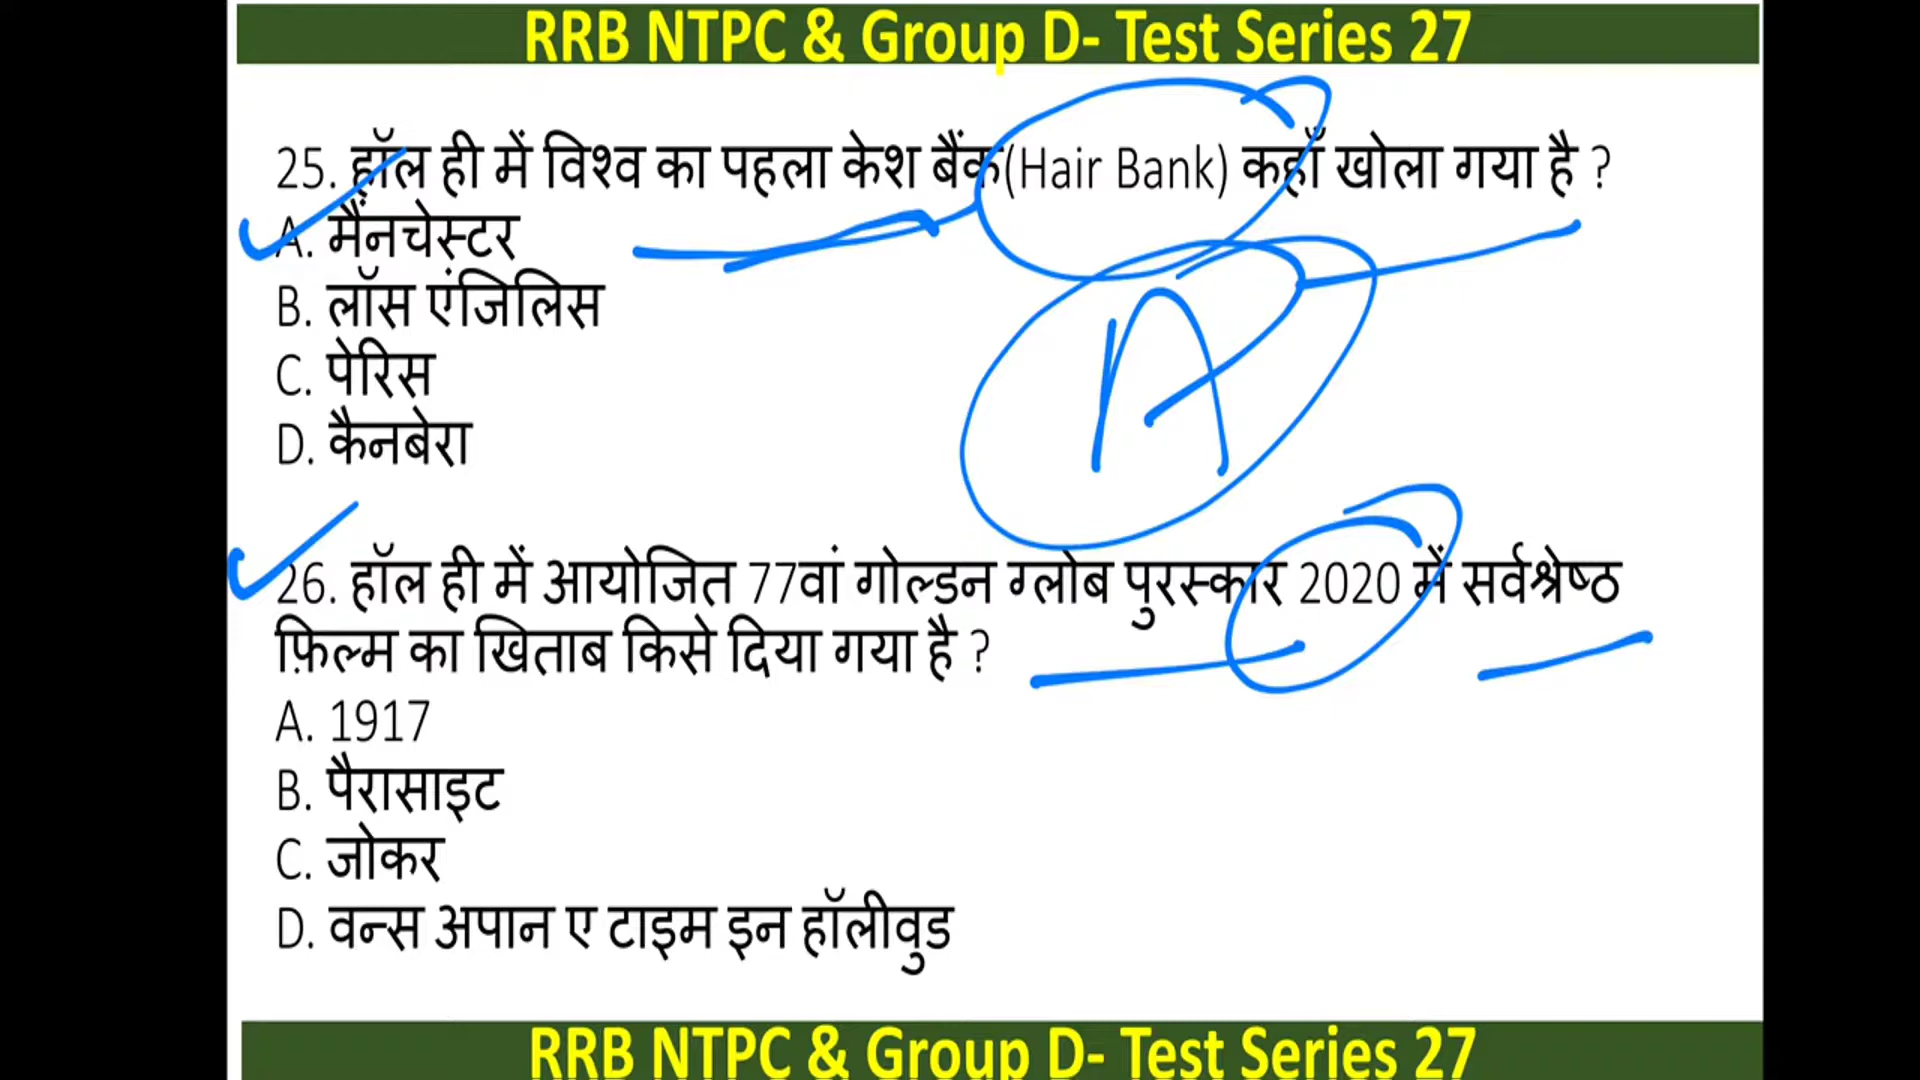 RRB NTPC & Group D- Test Series 27
25. हॉल ही में विश्व का पहला केश बैंक(Hair Bank) कहाँ खोला गया है ?
A. मैंनचेस्टर
B. लॉस एंजिलिस
C. पेरिस
D. कैनबेरा
A
26. हॉल ही में आयोजित 77वां गोल्डन ग्लोब पुरस्कार 2020 में सर्वश्रेष्ठ
फ़िल्म का खिताब किसे दिया गया है ?
A. 1917
B. पैरासाइट
C. जोकर
D. वन्स अपान ए टाइम इन हॉलीवुड
RRB NTPC & Group D- Test Series 27